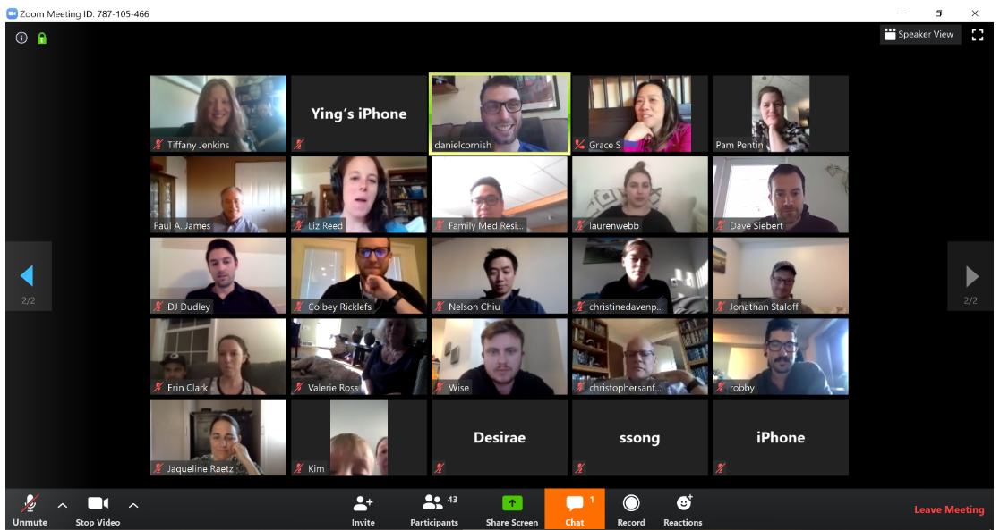 Zoom Meeting ID: 787-105-466
Speaker View
Tiffany Jenkins
Ying's iPhone
danielcornish
Grace S
Pam Pentin
Paul A. James
Liz Reed
Family Med Resi...
laurenwebb
Dave Siebert
2/2
2/2
DJ Dudley
Colbey Ricklefs
Nelson Chiu
christinedavenp...
Jonathan Staloff
Erin Clark
Valerie Ross
Wise
christophersanf...
robby
Jaqueline Raetz
Kim
Desirae
ssong
iPhone
Unmute
Stop Video
Invite
Participants 43
Share Screen
Chat 1
Record
Reactions
Leave Meeting